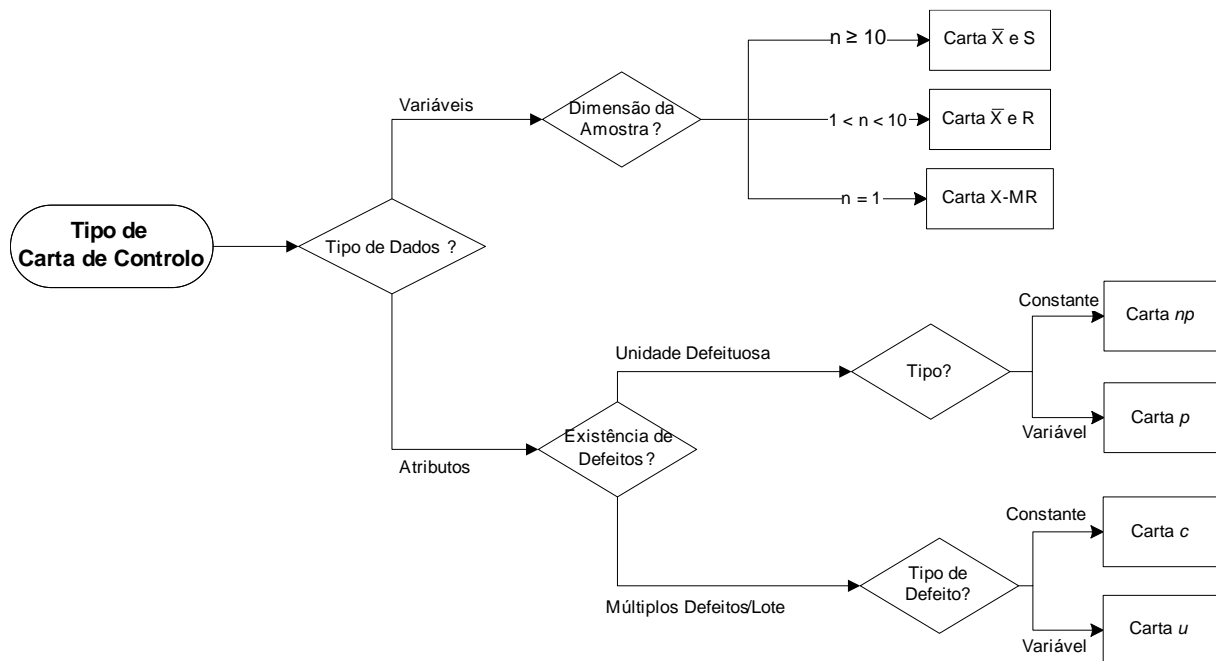 Tipo de
Carta de Controlo
Tipo de Dados ?
Variáveis
Dimensão da
Amostra ?
n ≥ 10
Carta X̅ e S
1 < n < 10
Carta X̅ e R
n = 1
Carta X-MR
Atributos
Existência de
Defeitos ?
Unidade Defeituosa
Tipo?
Constante
Carta np
Variável
Carta p
Múltiplos Defeitos/Lote
Tipo de
Defeito?
Constante
Carta c
Variável
Carta u